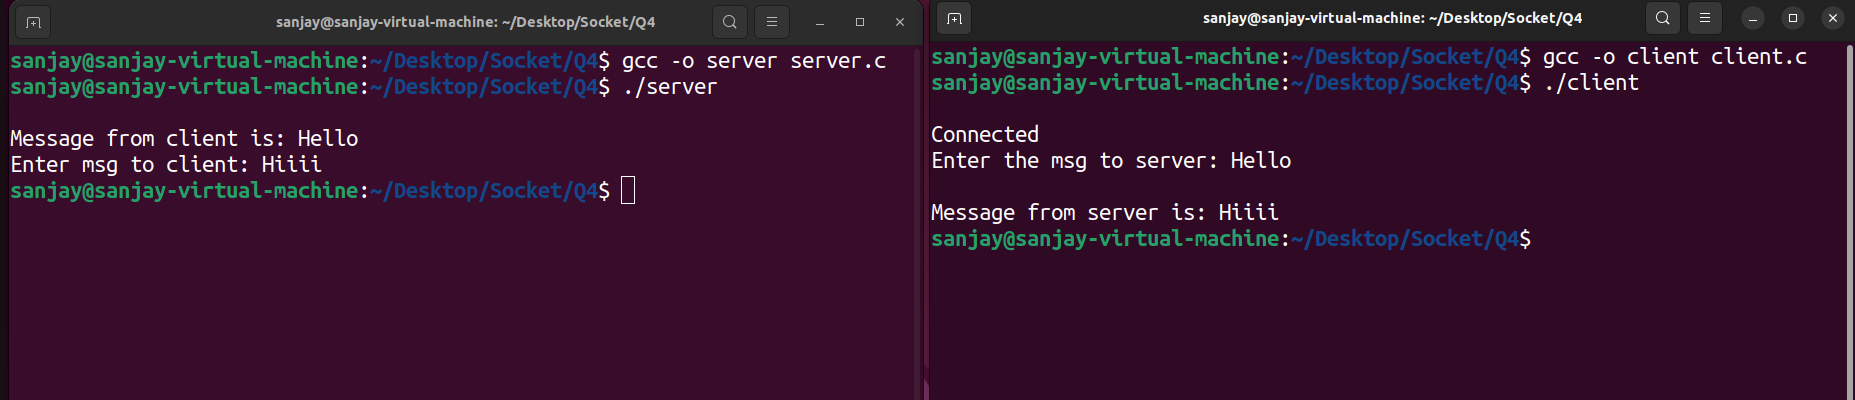 sanjay@sanjay-virtual-machine: ~/Desktop/Socket/Q4
sanjay@sanjay-virtual-machine:~/Desktop/Socket/Q4$ gcc -o server server.c
sanjay@sanjay-virtual-machine:~/Desktop/Socket/Q4$ ./server
Message from client is: Hello
Enter msg to client: Hiiii
sanjay@sanjay-virtual-machine:~/Desktop/Socket/Q4$
sanjay@sanjay-virtual-machine: ~/Desktop/Socket/Q4
sanjay@sanjay-virtual-machine:~/Desktop/Socket/Q4$ gcc -o client client.c
sanjay@sanjay-virtual-machine:~/Desktop/Socket/Q4$ ./client
Connected
Enter the msg to server: Hello
Message from server is: Hiiii
sanjay@sanjay-virtual-machine:~/Desktop/Socket/Q4$